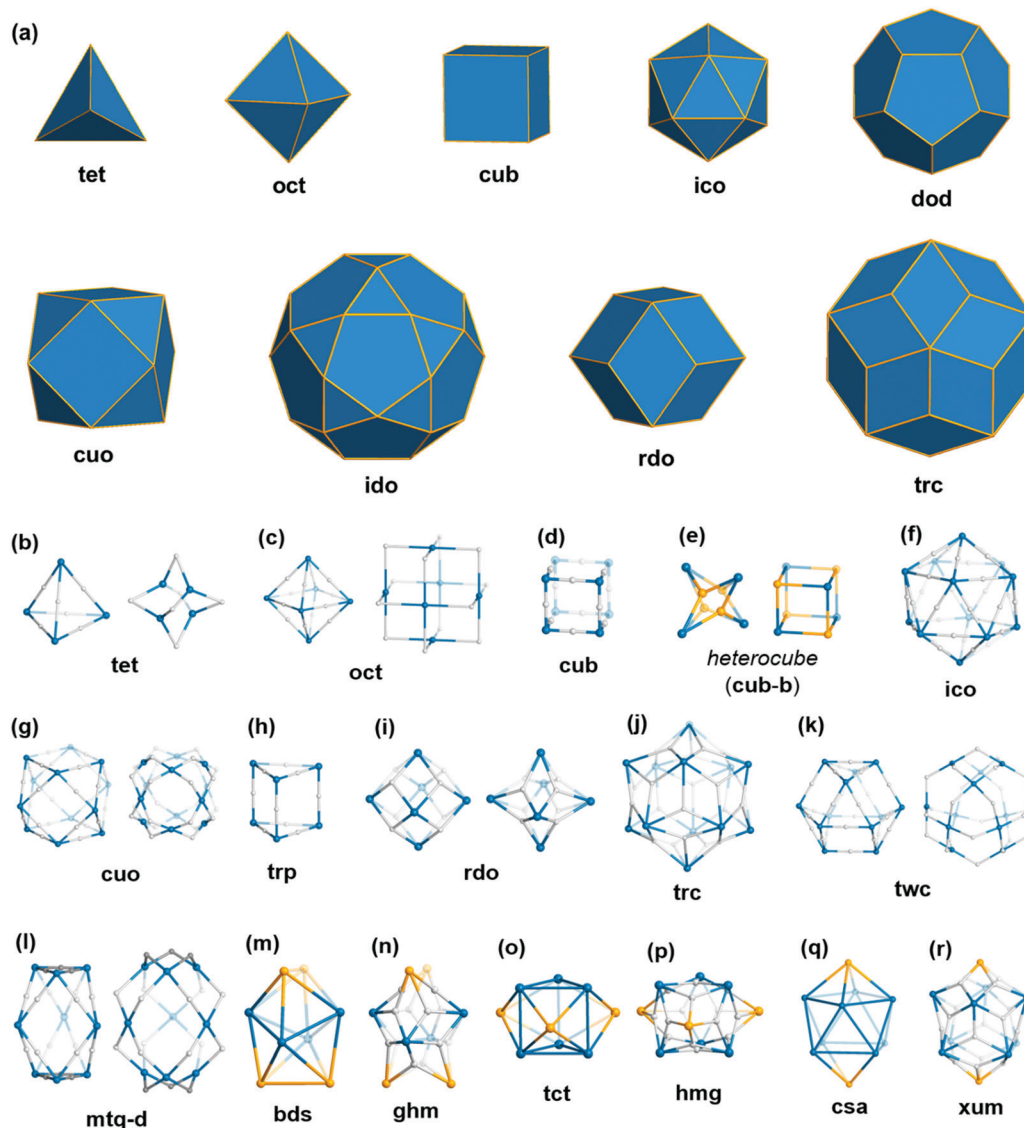 (a)
tet
oct
cub
ico
dod
cuo
ido
rdo
trc
(b)
(c)
(d)
(e)
(f)
tet
oct
cub
heterocube
(cub-b)
ico
(g)
(h)
(i)
(j)
(k)
cuo
trp
rdo
trc
twc
(l)
(m)
(n)
(o)
(p)
(q)
(r)
mtq-d
bds
ghm
tct
hmg
csa
xum